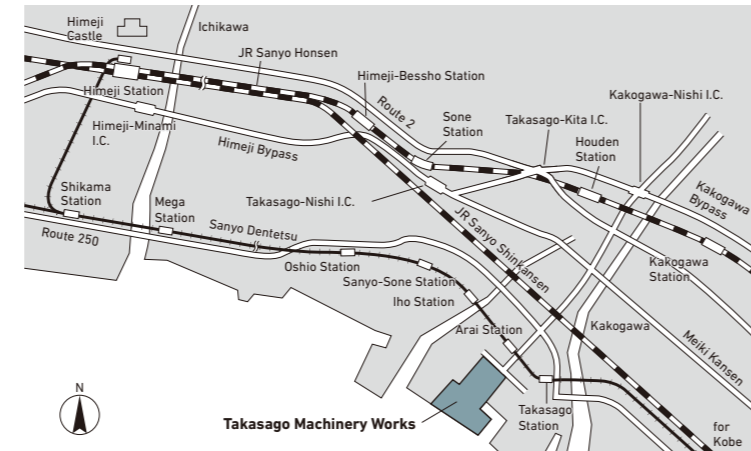 Himeji
Castle
Ichikawa
JR Sanyo Honsen
Himeji-Bessho Station
Himeji Station
Route 2
Kakogawa-Nishi I.C.
Sone
Station
Takasago-Kita I.C.
Himeji-Minami
I.C.
Himeji Bypass
Houden
Station
Kakogawa
Bypass
Shikama
Station
Mega
Station
Takasago-Nishi I.C.
Route 250
Sanyo Dentetsu
JR Sanyo Shinkansen
Oshio Station
Kakogawa
Station
Sanyo-Sone Station
Iho Station
Arai Station
Kakogawa
Meiki Kansen
N
Takasago Machinery Works
Takasago
Station
for
Kobe